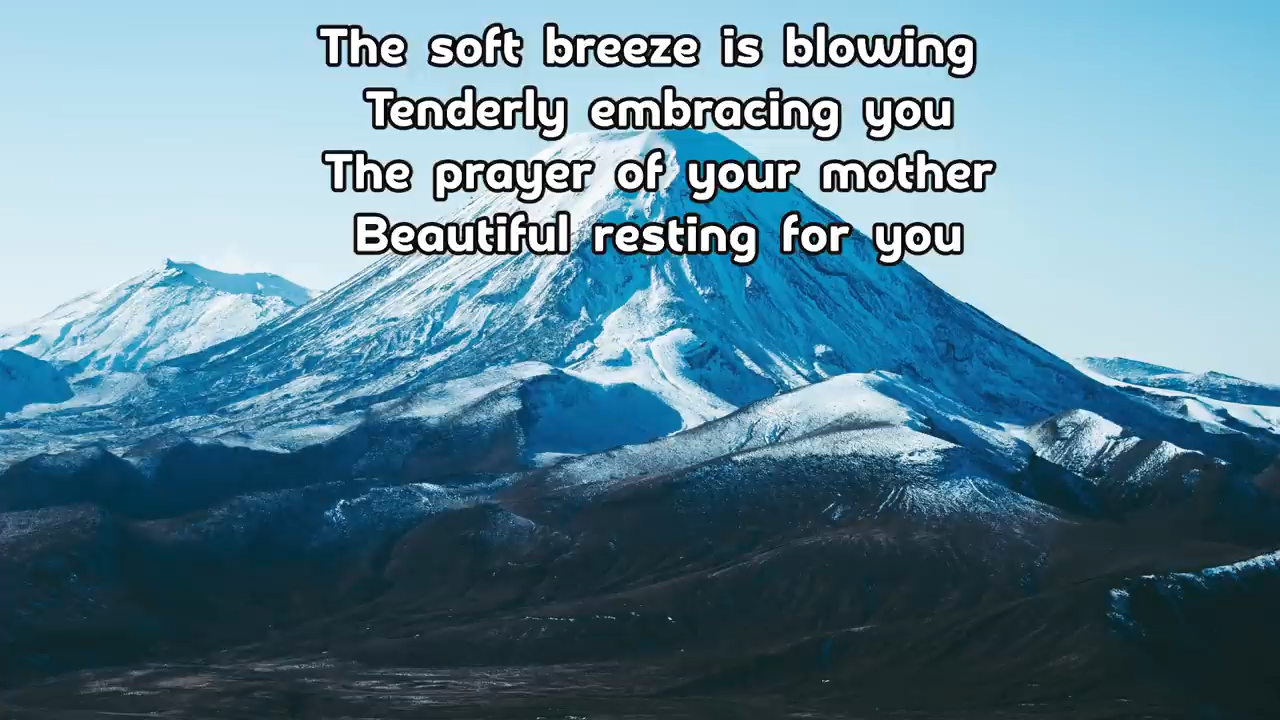 The soft breeze is blowing
Tenderly embracing you
The prayer of your mother
Beautiful resting for you